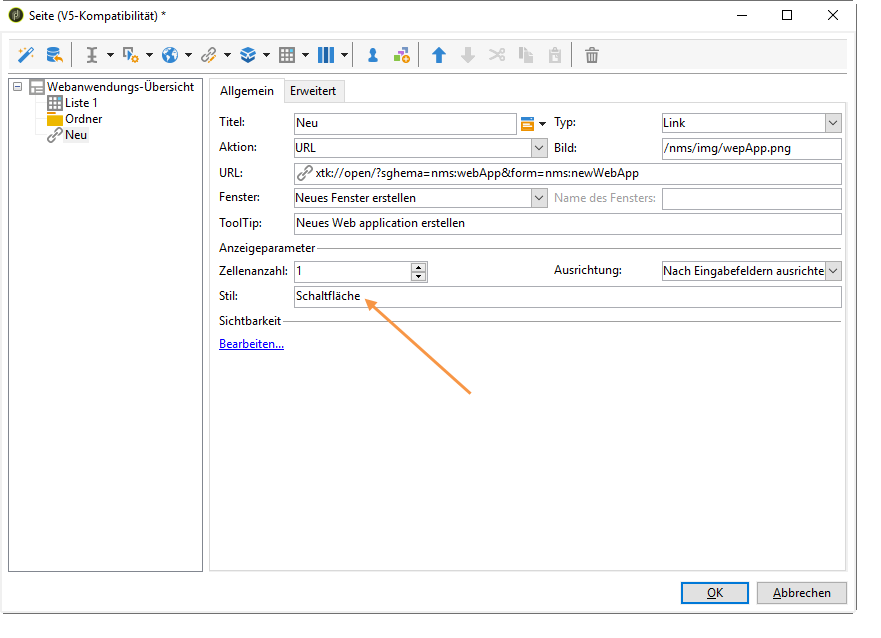 Seite (V5-Kompatibilität) *
Webanwendungs-Übersicht
Liste 1
Ordner
Neu
Allgemein Erweitert
Titel: Neu Typ: Link
Aktion: URL Bild: /nms/img/wepApp.png
URL: xtk://open/?sghema=nms:webApp&form=nms:newWebApp
Fenster: Neues Fenster erstellen Name des Fensters:
ToolTip: Neues Web application erstellen
Anzeigeparameter
Zellenanzahl: 1 Ausrichtung: Nach Eingabefeldern ausrichte
Stil: Schaltfläche
Sichtbarkeit
Bearbeiten...
OK Abbrechen